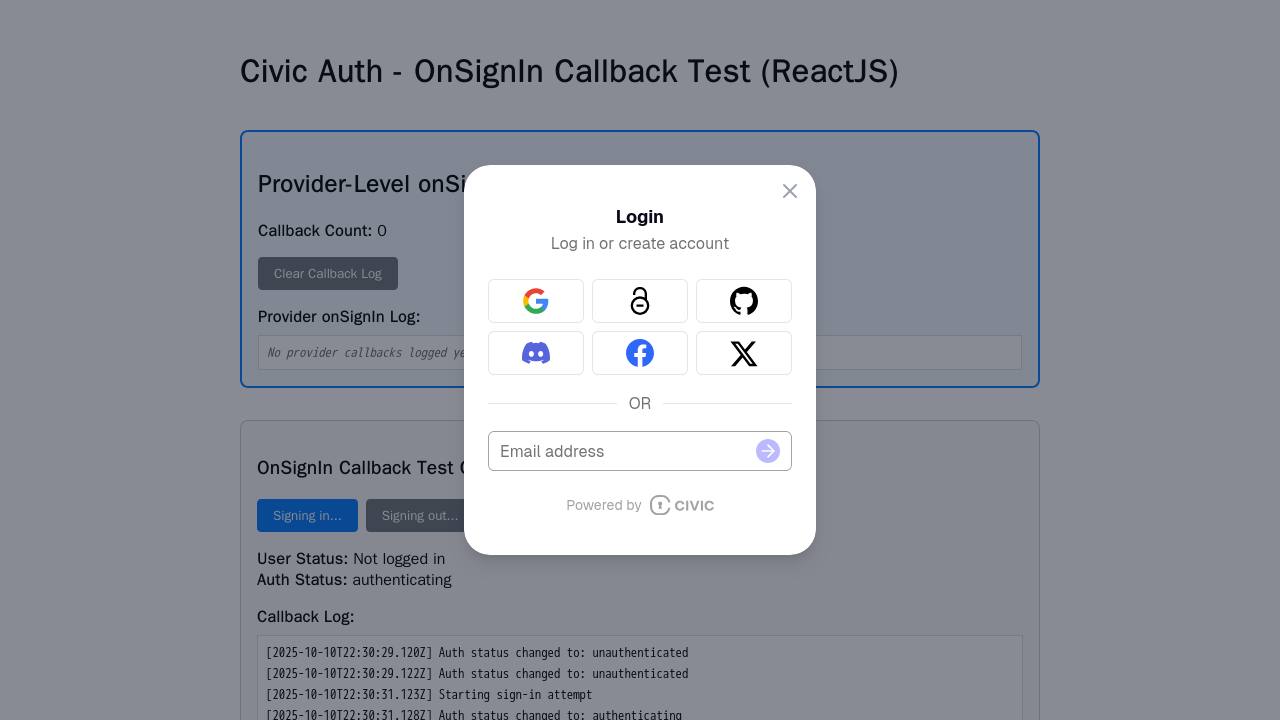 Civic Auth - OnSignIn Callback Test (ReactJS)
Provider-Level onSi
Callback Count: 0
Clear Callback Log
Provider onSignIn Log:
No provider callbacks logged ye
Login
Log in or create account
OR
Email address
Powered by CIVIC
OnSignIn Callback Test
Signing in...
Signing out...
User Status: Not logged in
Auth Status: authenticating
Callback Log:
[2025-10-10T22:30:29.120Z] Auth status changed to: unauthenticated
[2025-10-10T22:30:29.122Z] Auth status changed to: unauthenticated
[2025-10-10T22:30:31.123Z] Starting sign-in attempt
[2025-10-10T22:30:31.128Z] Auth status changed to: authenticating